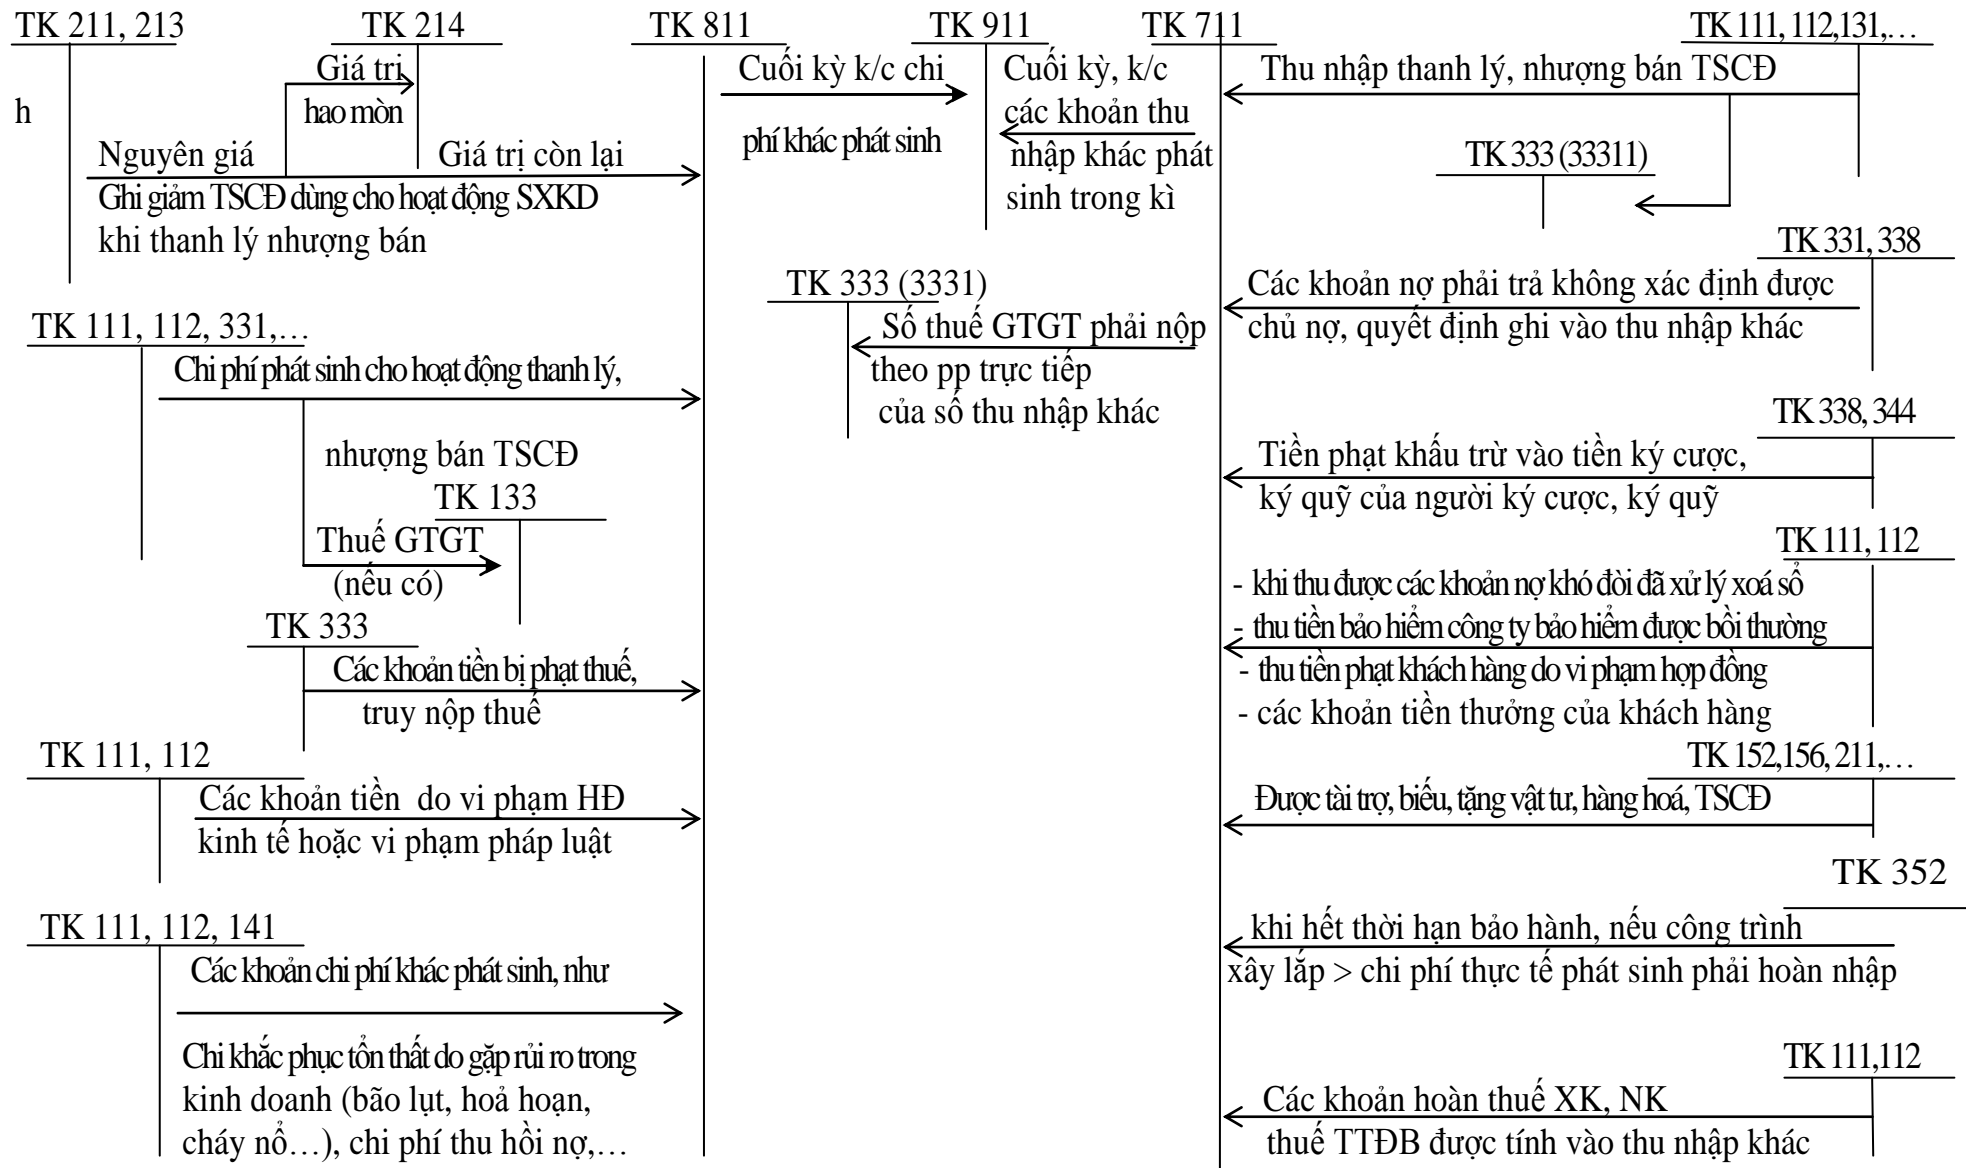 TK 211, 213
TK 214
TK 811
TK 911
TK 711
TK 111, 112,131,…
Giá trị
hao mòn
h
Cuối kỳ k/c chi
phí khác phát sinh
Cuối kỳ, k/c
các khoản thu
nhập khác phát
sinh trong kì
Thu nhập thanh lý, nhượng bán TSCĐ
TK 333 (33311)
Nguyên giá
Giá trị còn lại
Ghi giảm TSCĐ dùng cho hoạt động SXKD
khi thanh lý nhượng bán
TK 331, 338
TK 333 (3331)
Số thuế GTGT phải nộp
theo pp trực tiếp
của số thu nhập khác
Các khoản nợ phải trả không xác định được
chủ nợ, quyết định ghi vào thu nhập khác
TK 111, 112, 331,…
Chi phí phát sinh cho hoạt động thanh lý,
nhượng bán TSCĐ
TK 133
Thuế GTGT
(nếu có)
TK 338, 344
Tiền phạt khấu trừ vào tiền ký cược,
ký quỹ của người ký cược, ký quỹ
TK 111, 112
- khi thu được các khoản nợ khó đòi đã xử lý xoá sổ
- thu tiền bảo hiểm công ty bảo hiểm được bồi thường
- thu tiền phạt khách hàng do vi phạm hợp đồng
- các khoản tiền thưởng của khách hàng
TK 333
Các khoản tiền bị phạt thuế,
truy nộp thuế
TK 111, 112
Các khoản tiền do vi phạm HĐ
kinh tế hoặc vi phạm pháp luật
TK 152,156, 211,…
Được tài trợ, biếu, tặng vật tư, hàng hoá, TSCĐ
TK 352
khi hết thời hạn bảo hành, nếu công trình
xây lắp > chi phí thực tế phát sinh phải hoàn nhập
TK 111, 112, 141
Các khoản chi phí khác phát sinh, như
Chi khắc phục tổn thất do gặp rủi ro trong
kinh doanh (bão lụt, hoả hoạn,
cháy nổ…), chi phí thu hồi nợ,…
TK 111,112
Các khoản hoàn thuế XK, NK
thuế TTĐB được tính vào thu nhập khác